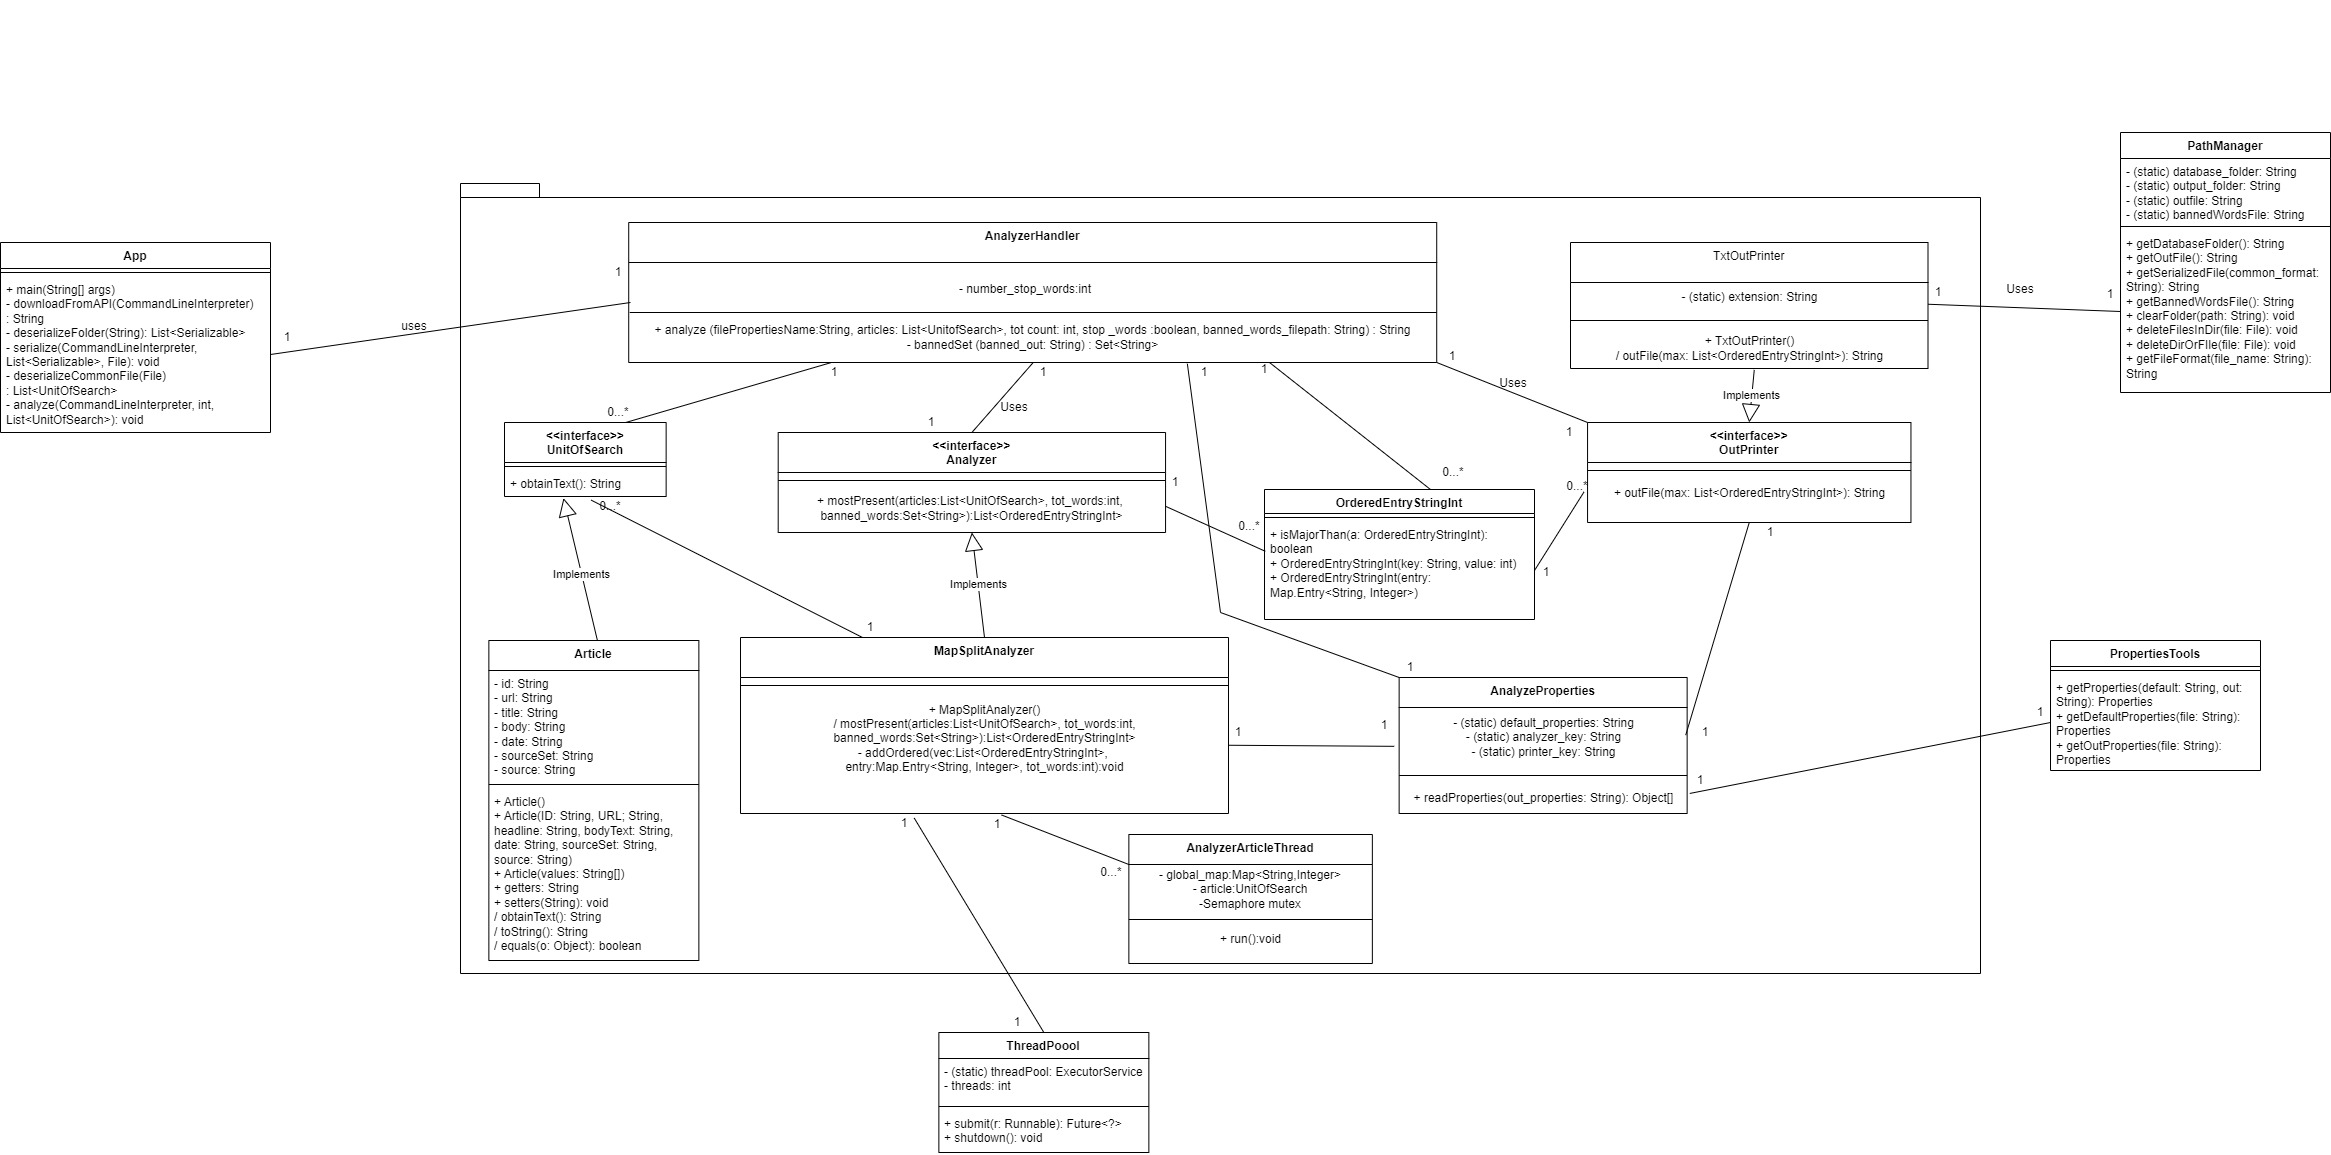 PathManager
- (static) database_folder: String
- (static) output_folder: String
- (static) outfile: String
- (static) bannedWordsFile: String
+ getDatabaseFolder(): String
+ getOutFile(): String
+ getSerializedFile(common_format:
String): String
+ getBannedWordsFile(): String
+ clearFolder(path: String): void
+ deleteFilesInDir(file: File): void
+ deleteDirOrFIle(file: File): void
+ getFileFormat(file_name: String):
String
App
+ main(String[] args)
- downloadFromAPI(CommandLineInterpreter)
: String
- deserializeFolder(String): List<Serializable>
- serialize(CommandLineInterpreter,
List<Serializable>, File): void
- deserializeCommonFile(File)
: List<UnitOfSearch>
- analyze(CommandLineInterpreter, int,
List<UnitOfSearch>): void
1
uses
1
AnalyzerHandler
- number_stop_words:int
+ analyze (filePropertiesName:String, articles: List<UnitofSearch>, tot count: int, stop _words :boolean, banned_words_filepath: String) : String
- bannedSet (banned_out: String) : Set<String>
TxtOutPrinter
- (static) extension: String
+ TxtOutPrinter()
/ outFile(max: List<OrderedEntryStringInt>): String
1
Uses
1
1
0...*
1
Uses
1
1
1
0...*
1
Uses
1
Implements
<<interface>>
UnitOfSearch
+ obtainText(): String
0...*
<<interface>>
Analyzer
+ mostPresent(articles:List<UnitOfSearch>, tot_words:int,
banned_words:Set<String>):List<OrderedEntryStringInt>
1
0...*
OrderedEntryStringInt
+ isMajorThan(a: OrderedEntryStringInt):
boolean
+ OrderedEntryStringInt(key: String, value: int)
+ OrderedEntryStringInt(entry:
Map.Entry<String, Integer>)
0...*
1
<<interface>>
OutPrinter
+ outFile(max: List<OrderedEntryStringInt>): String
1
Implements
Implements
1
Article
- id: String
- url: String
- title: String
- body: String
- date: String
- sourceSet: String
- source: String
+ Article()
+ Article(ID: String, URL; String,
headline: String, bodyText: String,
date: String, sourceSet: String,
source: String)
+ Article(values: String[])
+ getters: String
+ setters(String): void
/ obtainText(): String
/ toString(): String
/ equals(o: Object): boolean
MapSplitAnalyzer
+ MapSplitAnalyzer()
/ mostPresent(articles:List<UnitOfSearch>, tot_words:int,
banned_words:Set<String>):List<OrderedEntryStringInt>
- addOrdered(vec:List<OrderedEntryStringInt>,
entry:Map.Entry<String, Integer>, tot_words:int):void
1
1
1
AnalyzeProperties
- (static) default_properties: String
- (static) analyzer_key: String
- (static) printer_key: String
+ readProperties(out_properties: String): Object[]
1
1
1
PropertiesTools
+ getProperties(default: String, out:
String): Properties
+ getDefaultProperties(file: String):
Properties
+ getOutProperties(file: String):
Properties
1
1
0...*
AnalyzerArticleThread
- global_map:Map<String,Integer>
- article:UnitOfSearch
-Semaphore mutex
+ run():void
1
ThreadPoool
- (static) threadPool: ExecutorService
- threads: int
+ submit(r: Runnable): Future<?>
+ shutdown(): void